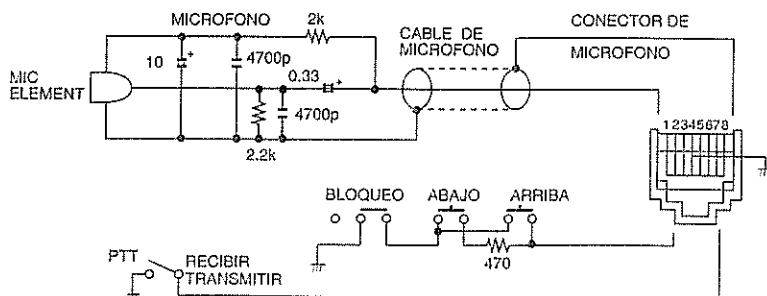 MICROFONO
2k
CABLE DE
MICROFONO
CONECTOR DE
MICROFONO
10
+
4700p
0.33
+
MIC
ELEMENT
4700p
2.2k
12345678
BLOQUEO
ABAJO
ARRIBA
470
PTT
RECIBIR
TRANSMITIR